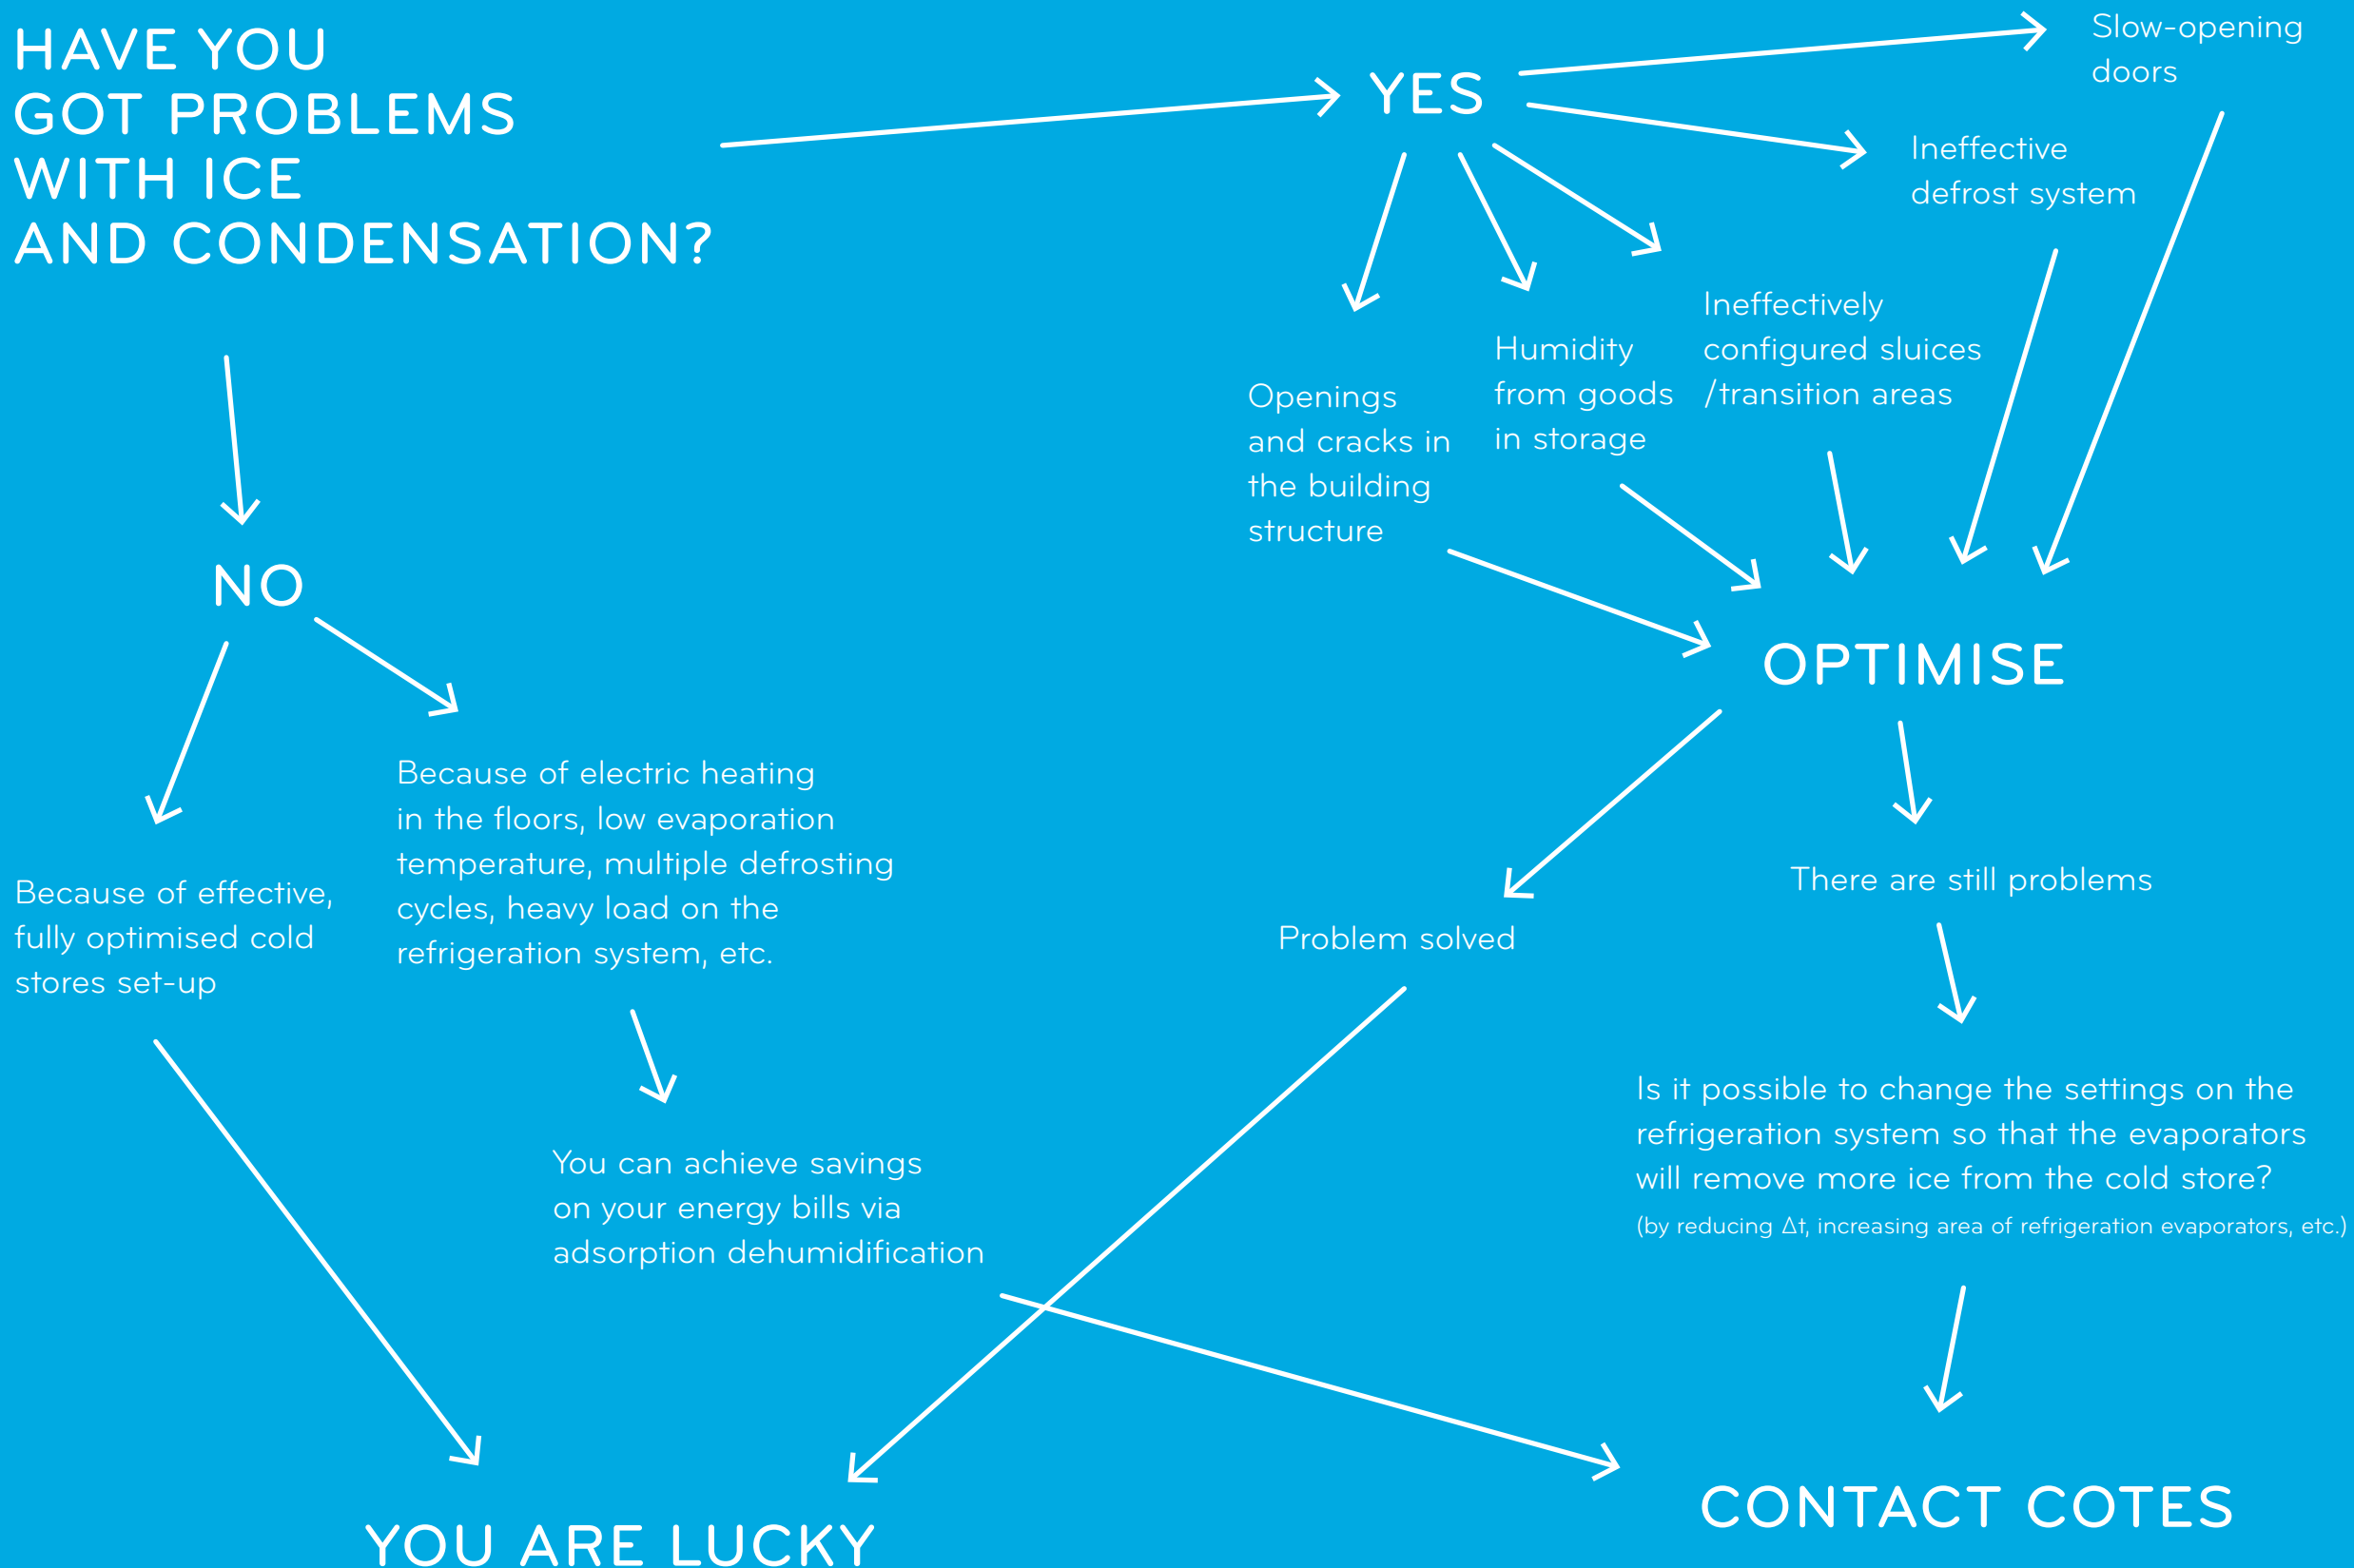 HAVE YOU
GOT PROBLEMS
WITH ICE
AND CONDENSATION?
YES
Slow-opening
doors
Ineffective
defrost system
Ineffectively
configured sluices
/transition areas
Humidity
from goods
in storage
Openings
and cracks in
the building
structure
NO
OPTIMISE
Because of electric heating
in the floors, low evaporation
temperature, multiple defrosting
cycles, heavy load on the
refrigeration system, etc.
Because of effective,
fully optimised cold
stores set-up
There are still problems
Problem solved
Is it possible to change the settings on the
refrigeration system so that the evaporators
will remove more ice from the cold store?
(by reducing Δt, increasing area of refrigeration evaporators, etc.)
You can achieve savings
on your energy bills via
adsorption dehumidification
CONTACT COTES
YOU ARE LUCKY